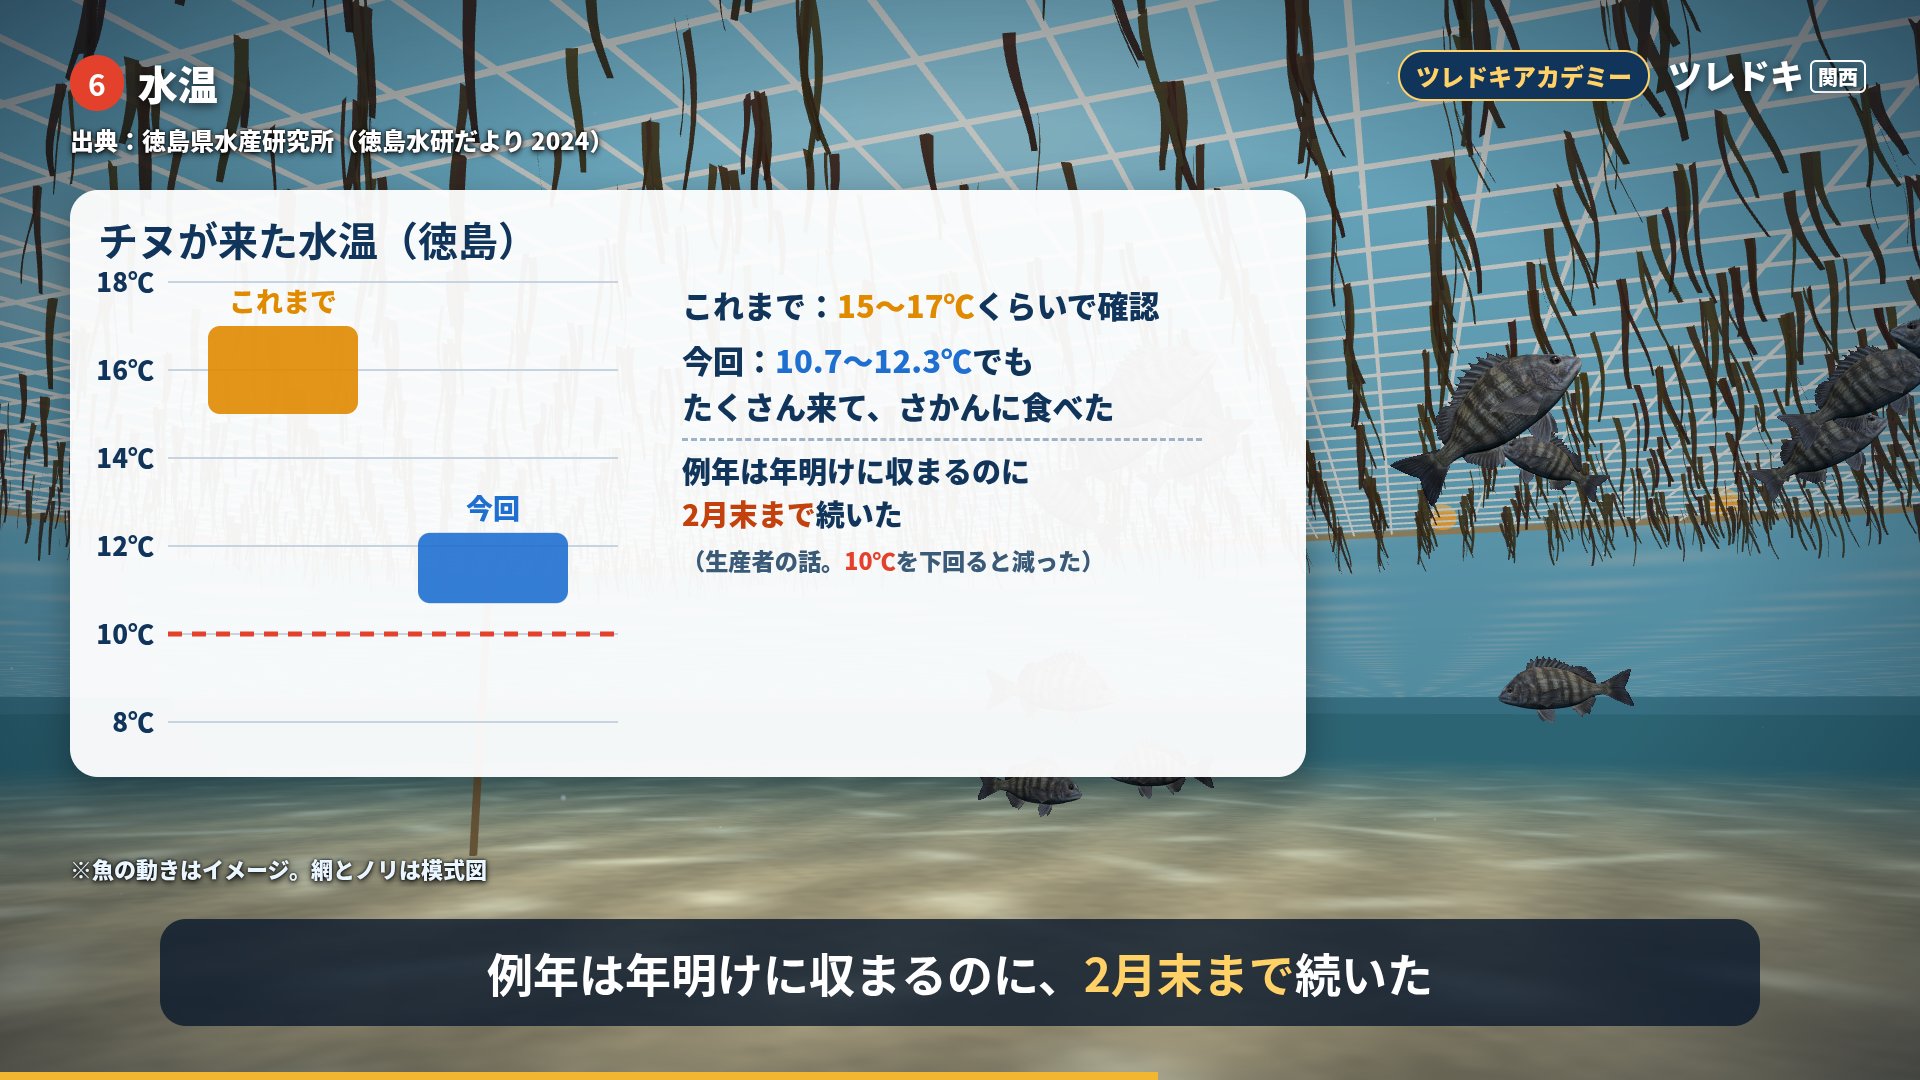 6 水温
ツレドキアカデミー ツレドキ 関西
出典：徳島県水産研究所（徳島水研だより 2024）
チヌが来た水温（徳島）
18℃
これまで
16℃
14℃
今回
12℃
10℃
8℃
これまで：15〜17℃くらいで確認
今回：10.7〜12.3℃でも
たくさん来て、さかんに食べた
例年は年明けに収まるのに
2月末まで続いた
（生産者の話。10℃を下回ると減った）
※魚の動きはイメージ。網とノリは模式図
例年は年明けに収まるのに、2月末まで続いた